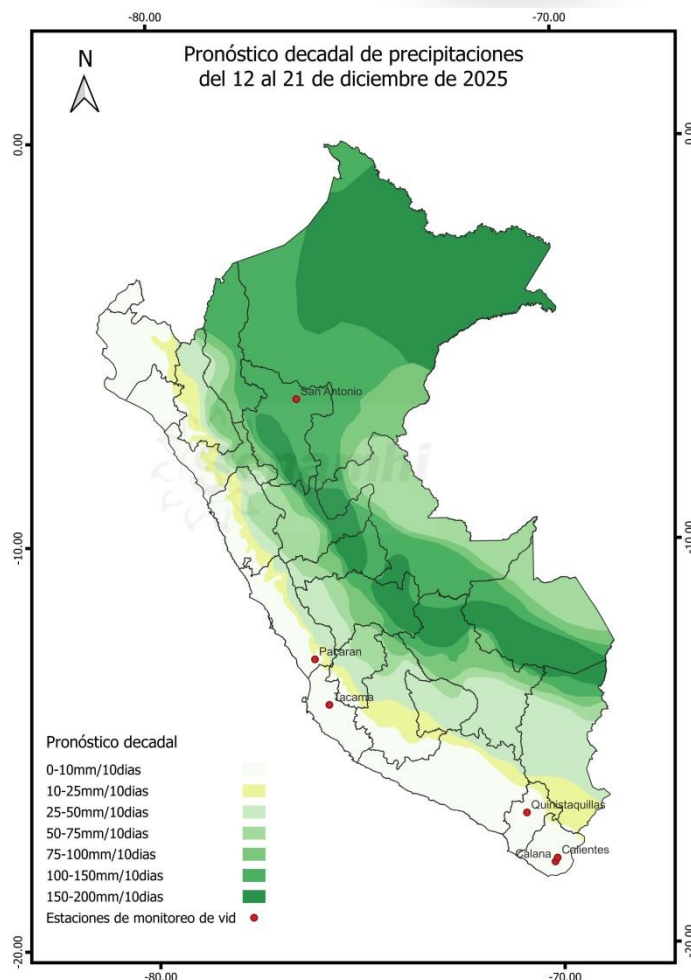 -80.00
-70.00
Pronóstico decadal de precipitaciones
del 12 al 21 de diciembre de 2025
N
0.00
0.00
San Antonio
Senamhi
-10.00
-10.00
Pacaran
Tacama
Pronóstico decadal
0-10mm/10dias
10-25mm/10dias
25-50mm/10dias
50-75mm/10dias
75-100mm/10dias
100-150mm/10dias
150-200mm/10dias
Estaciones de monitoreo de vid
Quinistaquillas
Calana
Calientes
-20.00
-20.00
-80.00
-70.00